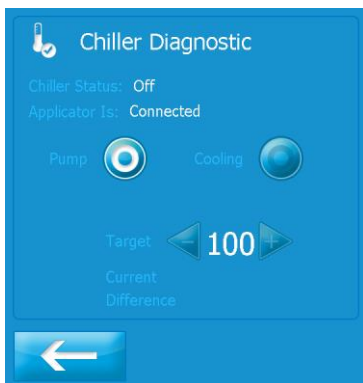 Chiller Diagnostic
Chiller Status: Off
Applicator Is: Connected
Pump Cooling
Target - 100 +
Current
Difference